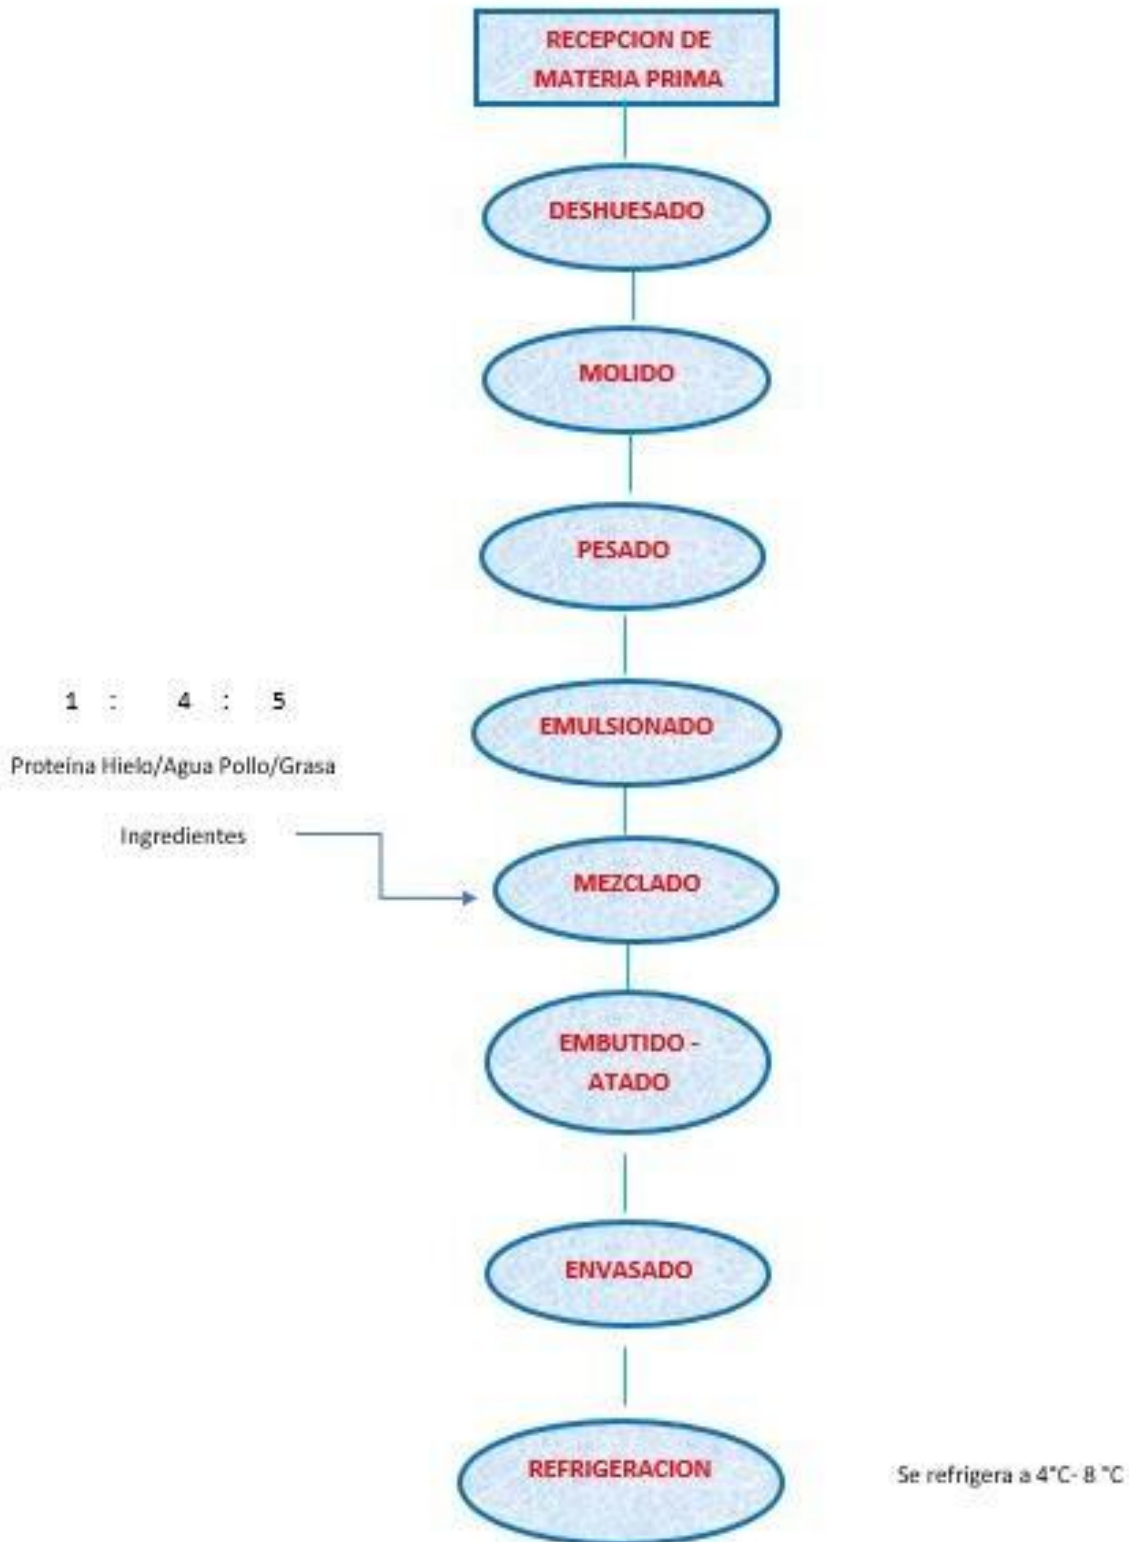 RECEPCION DE
MATERIA PRIMA
DESHUESADO
MOLIDO
PESADO
1 : 4 : 5
EMULSIONADO
Proteína Hielo/Agua Pollo/Grasa
Ingredientes
MEZCLADO
EMBUTIDO -
ATADO
ENVASADO
REFRIGERACION
Se refrigera a 4°C- 8 °C